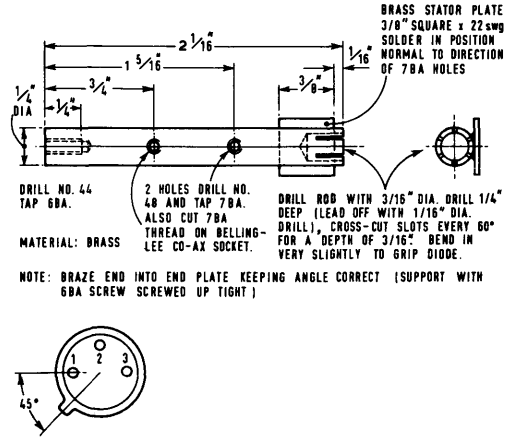 BRASS STATOR PLATE
3/8" SQUARE x 22swg
SOLDER IN POSITION
NORMAL TO DIRECTION
OF 7BA HOLES
2 1/16"
1 5/16"
1/16"
3/4"
3/8"
1/4"
DIA
1/4"
DRILL NO. 44
TAP 6BA.
2 HOLES DRILL NO.
48 AND TAP 7BA.
ALSO CUT 7BA
THREAD ON BELLING-
LEE CO-AX SOCKET.
MATERIAL: BRASS
DRILL ROD WITH 3/16" DIA. DRILL 1/4"
DEEP (LEAD OFF WITH 1/16" DIA.
DRILL), CROSS-CUT SLOTS EVERY 60°
FOR A DEPTH OF 3/16". BEND IN
VERY SLIGHTLY TO GRIP DIODE.
NOTE: BRAZE END INTO END PLATE KEEPING ANGLE CORRECT (SUPPORT WITH
6BA SCREW SCREWED UP TIGHT)
1 2 3
45°